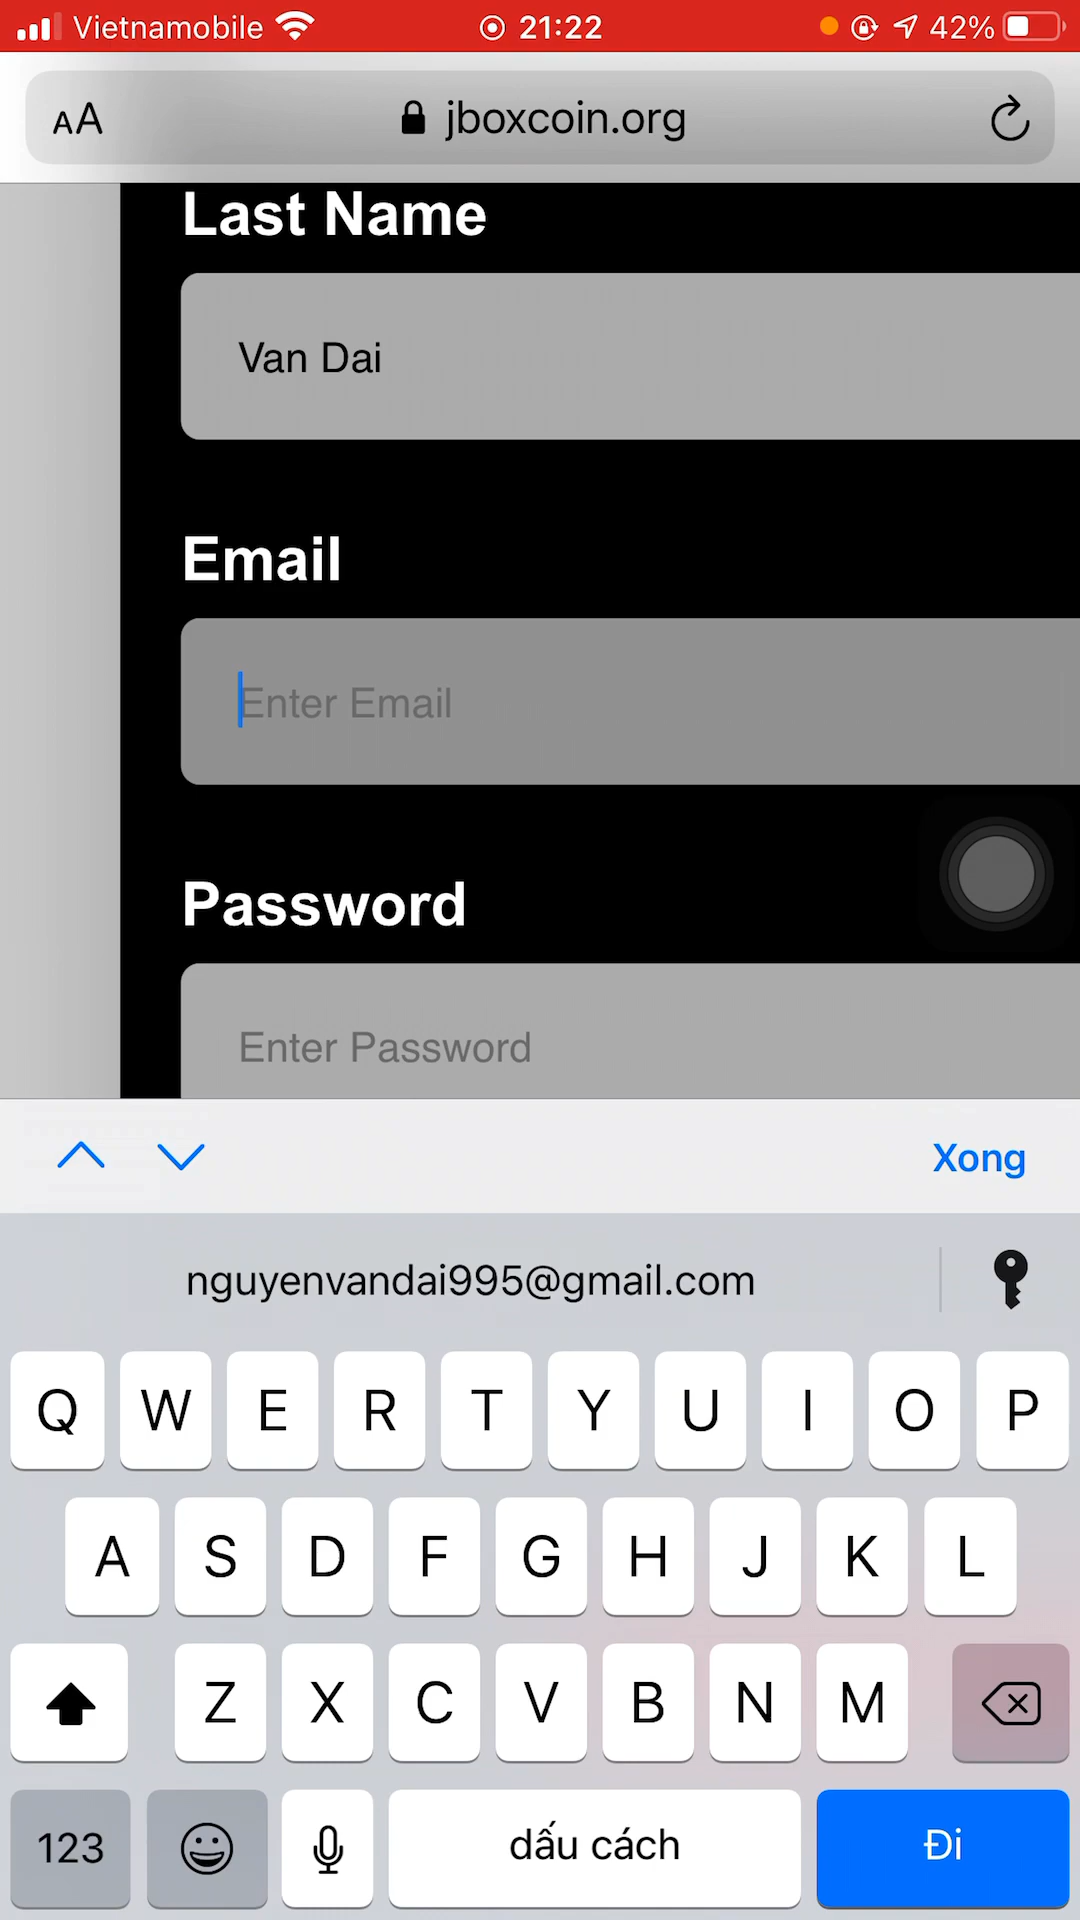 Vietnamobile 21:22 42%
AA jboxcoin.org
Last Name
Van Dai
Email
Enter Email
Password
Enter Password
Xong
nguyenvandai995@gmail.com
Q W E R T Y U I O P
A S D F G H J K L
Z X C V B N M
123 dấu cách Đi